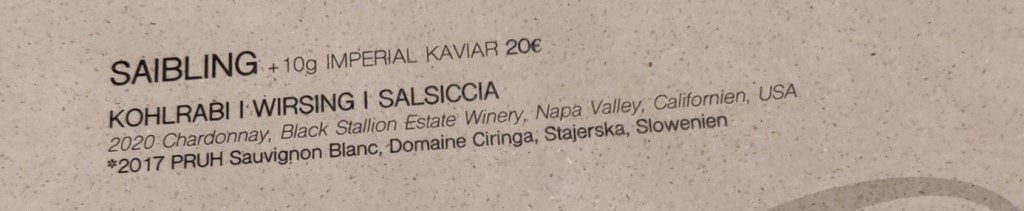 SAIBLING +10g IMPERIAL KAVIAR 20€
KOHLRABI I WIRSING I SALSICCIA
2020 Chardonnay, Black Stallion Estate Winery, Napa Valley, Californien, USA
*2017 PRUH Sauvignon Blanc, Domaine Ciringa, Stajerska, Slowenien